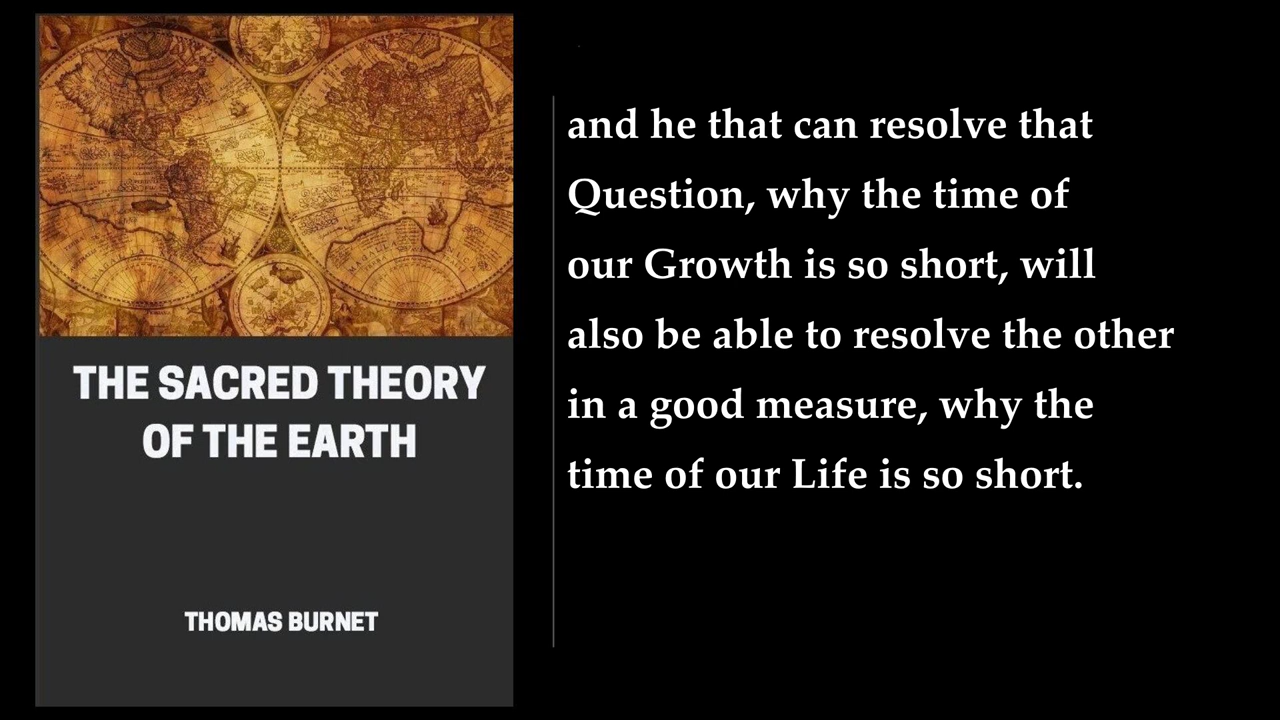 THE SACRED THEORY
OF THE EARTH
THOMAS BURNET
and he that can resolve that
Question, why the time of
our Growth is so short, will
also be able to resolve the other
in a good measure, why the
time of our Life is so short.